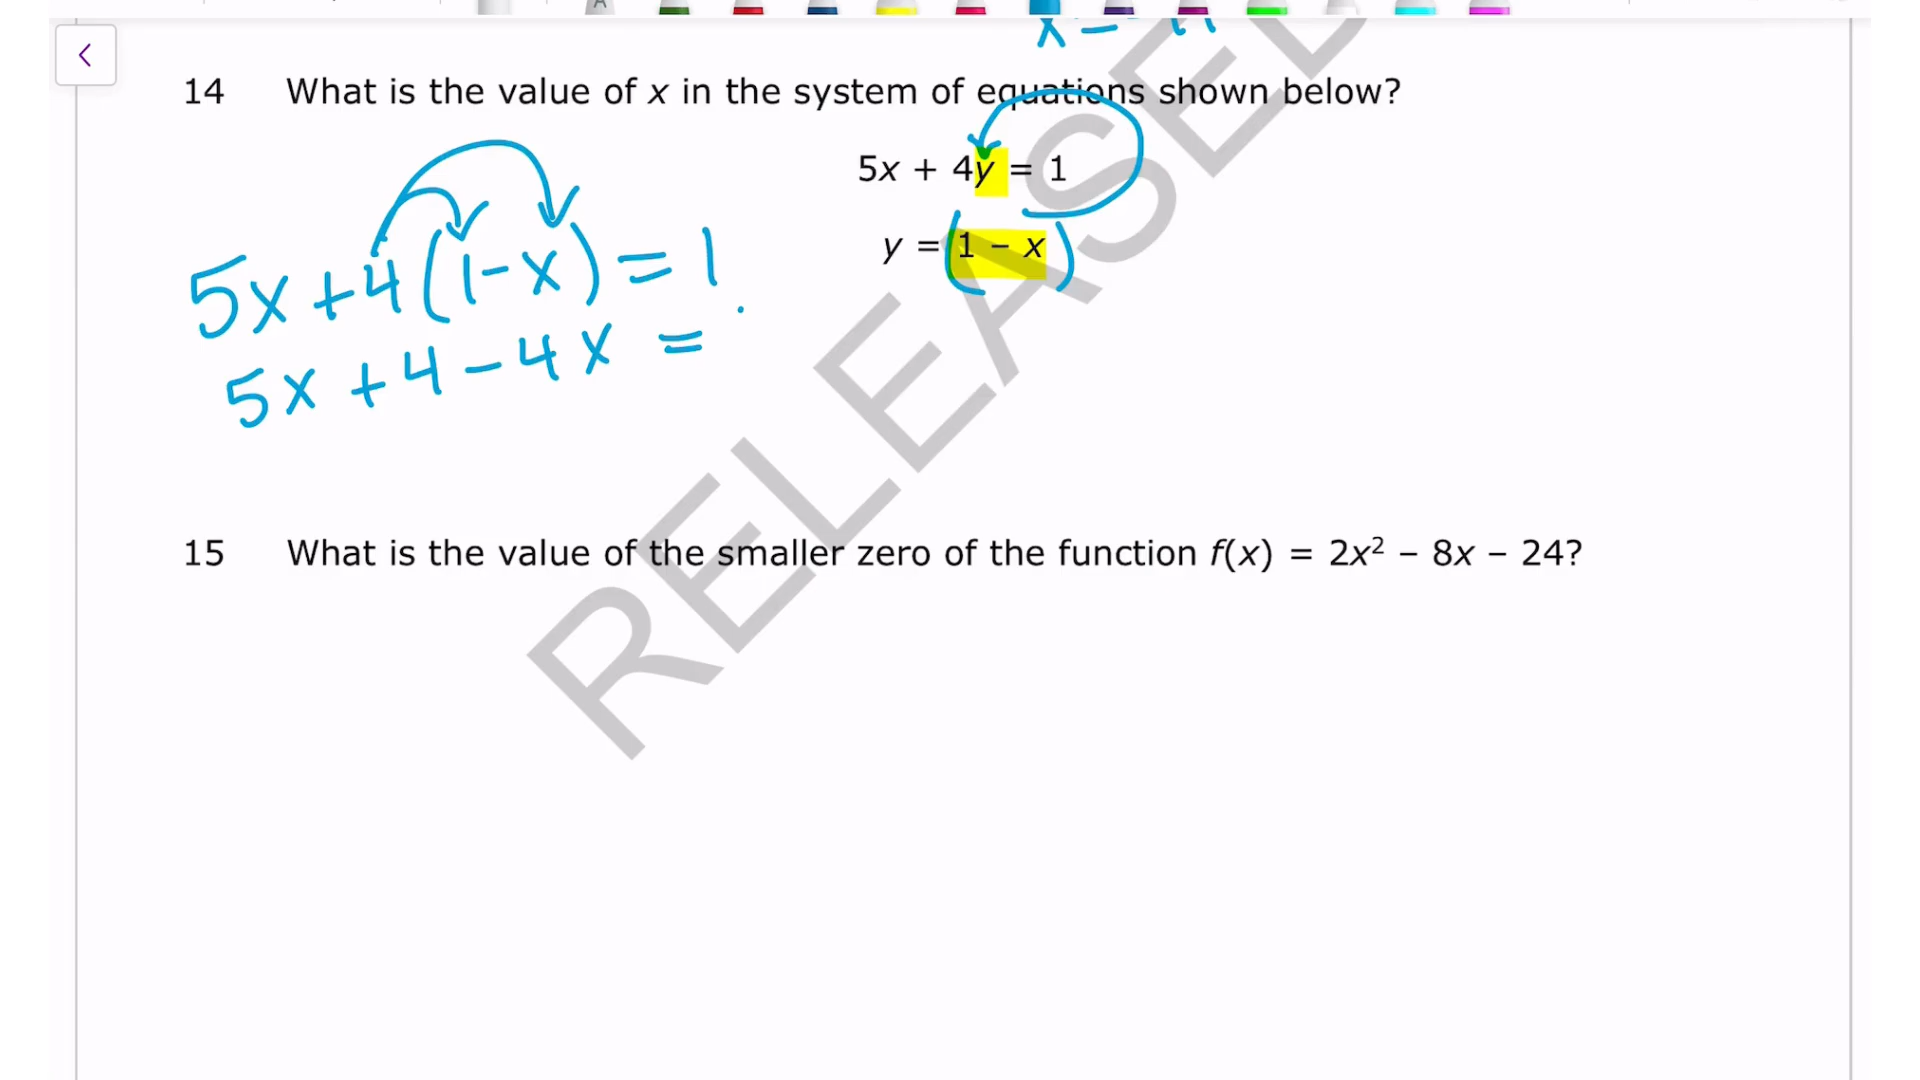 14 What is the value of x in the system of equations shown below?
5x + 4y = 1
y = (1 − x)
5x + 4(1-x) = 1
5x + 4 - 4x =
15 What is the value of the smaller zero of the function f(x) = 2x² − 8x − 24?
RELEASED